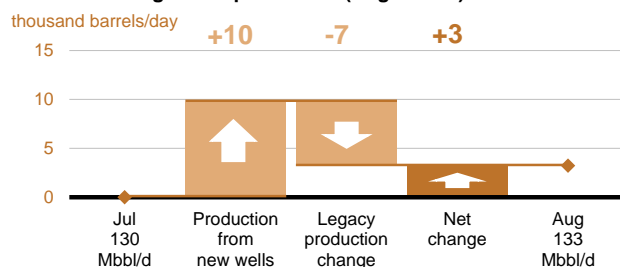 thousand barrels/day
+10 -7 +3
15
10
5
0
Jul
130
Mbbl/d
Production
from
new wells
Legacy
production
change
Net
change
Aug
133
Mbbl/d